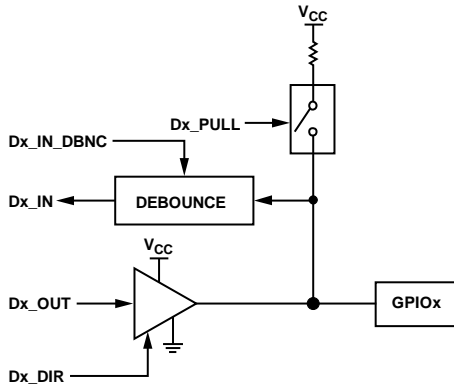 VCC
Dx_PULL
Dx_IN_DBNC
Dx_IN
DEBOUNCE
VCC
Dx_OUT
GPIOx
Dx_DIR